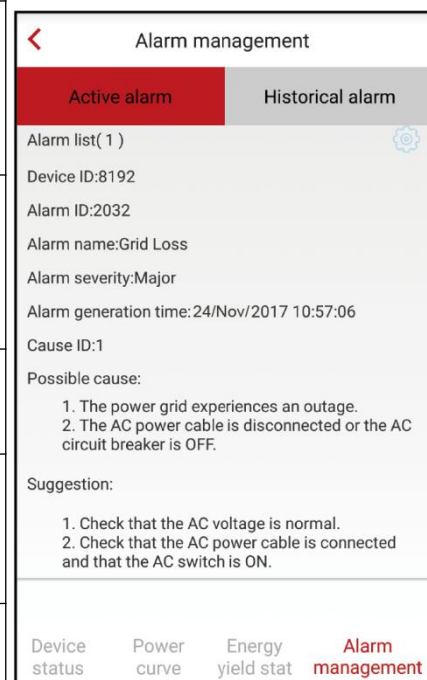 Alarm management
Active alarm Historical alarm
Alarm list( 1 )
Device ID:8192
Alarm ID:2032
Alarm name:Grid Loss
Alarm severity:Major
Alarm generation time:24/Nov/2017 10:57:06
Cause ID:1
Possible cause:
1. The power grid experiences an outage.
2. The AC power cable is disconnected or the AC
circuit breaker is OFF.
Suggestion:
1. Check that the AC voltage is normal.
2. Check that the AC power cable is connected
and that the AC switch is ON.
Device Power Energy Alarm
status curve yield stat management